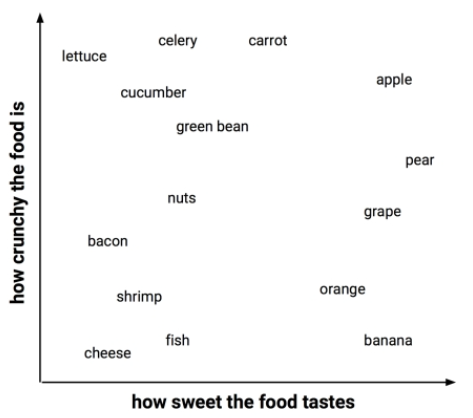 celery
carrot
lettuce
apple
cucumber
green bean
pear
nuts
grape
bacon
orange
shrimp
fish
banana
cheese
how crunchy the food is
how sweet the food tastes